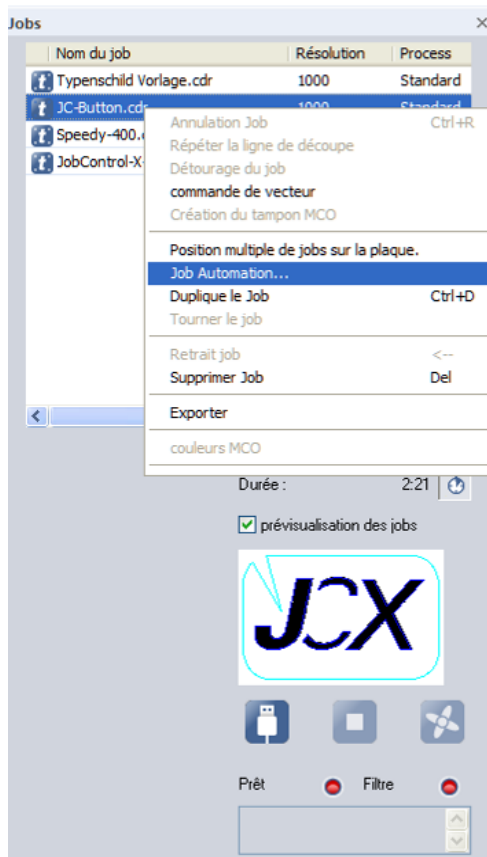 Jobs
Nom du job Résolution Process
Typenschild Vorlage.cdr 1000 Standard
JC-Button.cdr 1000 Standard
Speedy-400.
JobControl-X
Annulation Job Ctrl+R
Répéter la ligne de découpe
Détourage du job
commande de vecteur
Création du tampon MCO
Position multiple de jobs sur la plaque.
Job Automation...
Duplique le Job Ctrl+D
Tourner le job
Retrait job <--
Supprimer Job Del
Exporter
couleurs MCO
Durée : 2:21
prévisualisation des jobs
JCX
Prêt Filtre